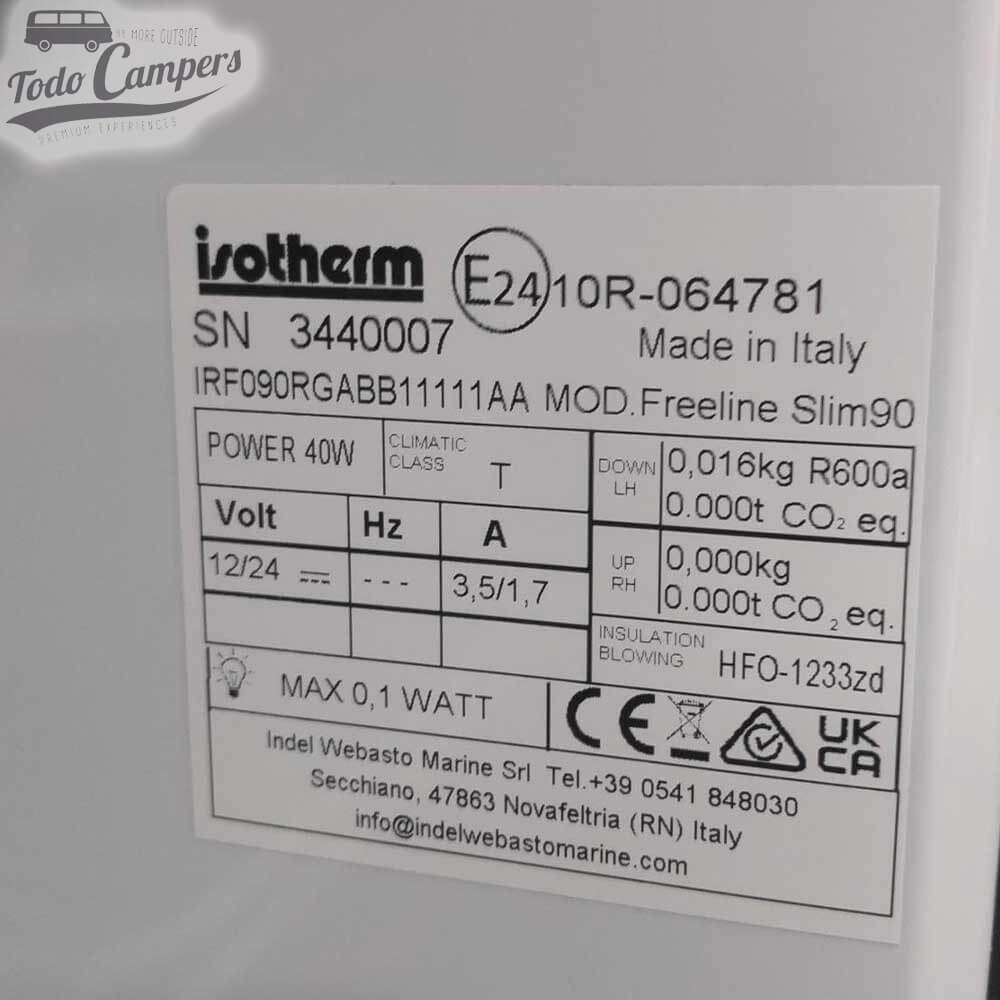 MORE OUTSIDE
Todo Campers
PREMIUM EXPERIENCES
isotherm E24 10R-064781
SN 3440007 Made in Italy
IRF090RGABB11111AA MOD.Freeline Slim90
POWER 40W CLIMATIC CLASS T
DOWN LH 0,016kg R600a
0.000t CO₂ eq.
Volt Hz A
UP RH 0,000kg
0.000t CO₂ eq.
12/24 --- 3,5/1,7
INSULATION BLOWING HFO-1233zd
MAX 0,1 WATT CE UK CA
Indel Webasto Marine Srl Tel.+39 0541 848030
Secchiano, 47863 Novafeltria (RN) Italy
info@indelwebastomarine.com